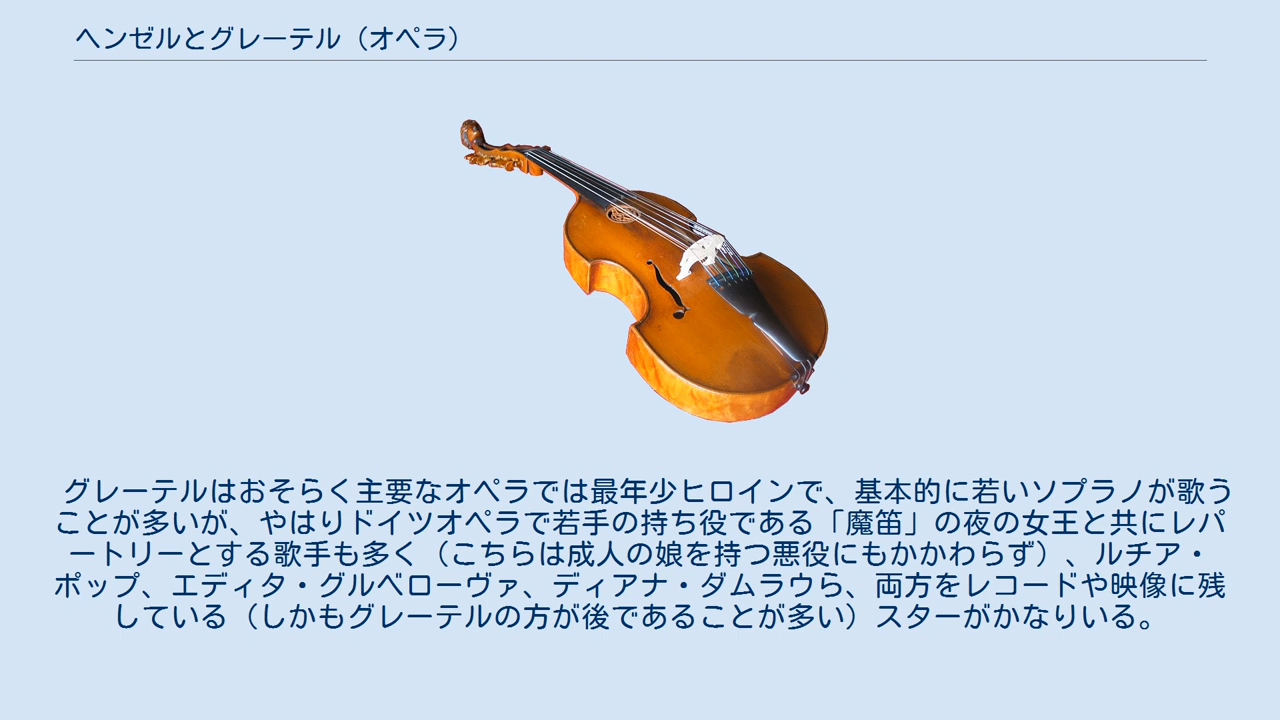 ヘンゼルとグレーテル（オペラ）
グレーテルはおそらく主要なオペラでは最年少ヒロインで、基本的に若いソプラノが歌う
ことが多いが、やはりドイツオペラで若手の持ち役である「魔笛」の夜の女王と共にレパ
ートリーとする歌手も多く（こちらは成人の娘を持つ悪役にもかかわらず）、ルチア・
ポップ、エディタ・グルベローヴァ、ディアナ・ダムラウら、両方をレコードや映像に残
している（しかもグレーテルの方が後であることが多い）スターがかなりいる。